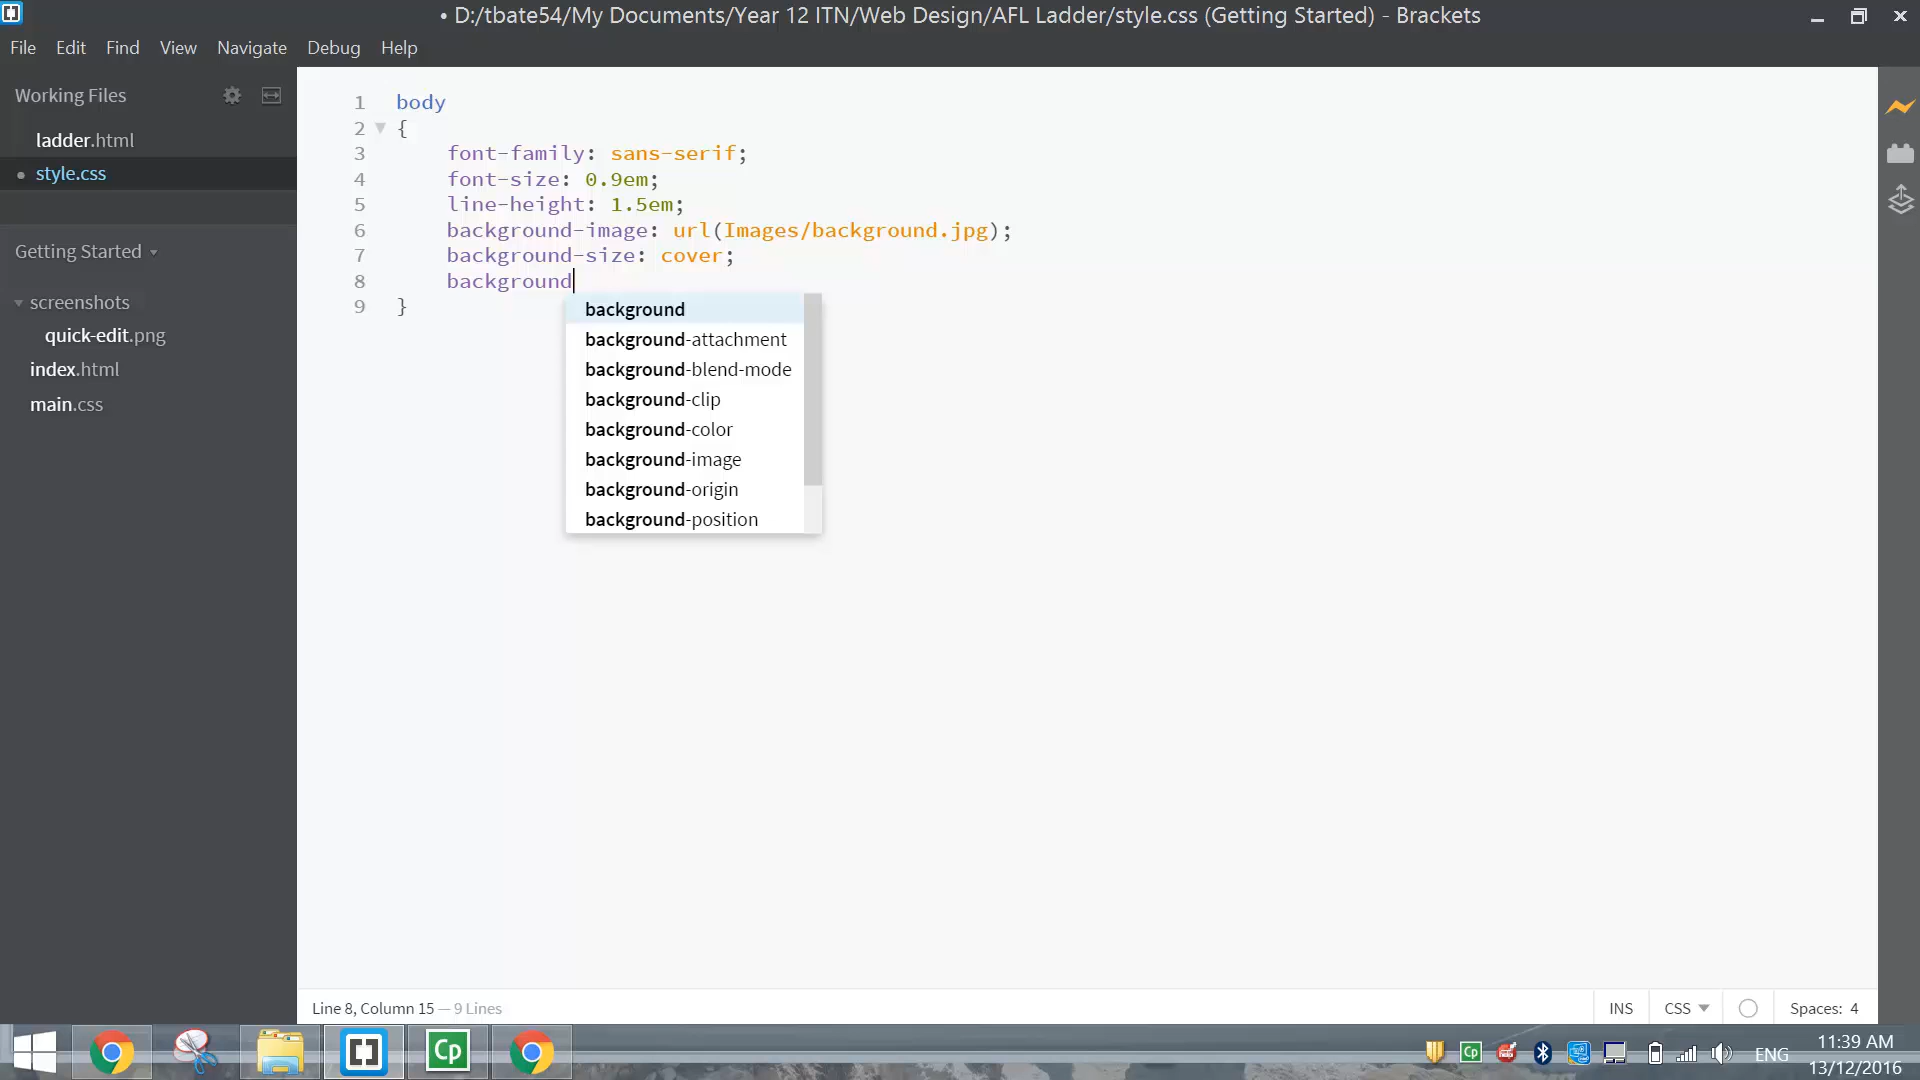 • D:/tbate54/My Documents/Year 12 ITN/Web Design/AFL Ladder/style.css (Getting Started) - Brackets
File Edit Find View Navigate Debug Help
Working Files
ladder.html
• style.css
Getting Started
screenshots
quick-edit.png
index.html
main.css
1 body
2 {
3 font-family: sans-serif;
4 font-size: 0.9em;
5 line-height: 1.5em;
6 background-image: url(Images/background.jpg);
7 background-size: cover;
8 background
9 }
background
background-attachment
background-blend-mode
background-clip
background-color
background-image
background-origin
background-position
Line 8, Column 15 — 9 Lines
INS CSS Spaces: 4
Cp
Cp
ENG
11:39 AM
13/12/2016